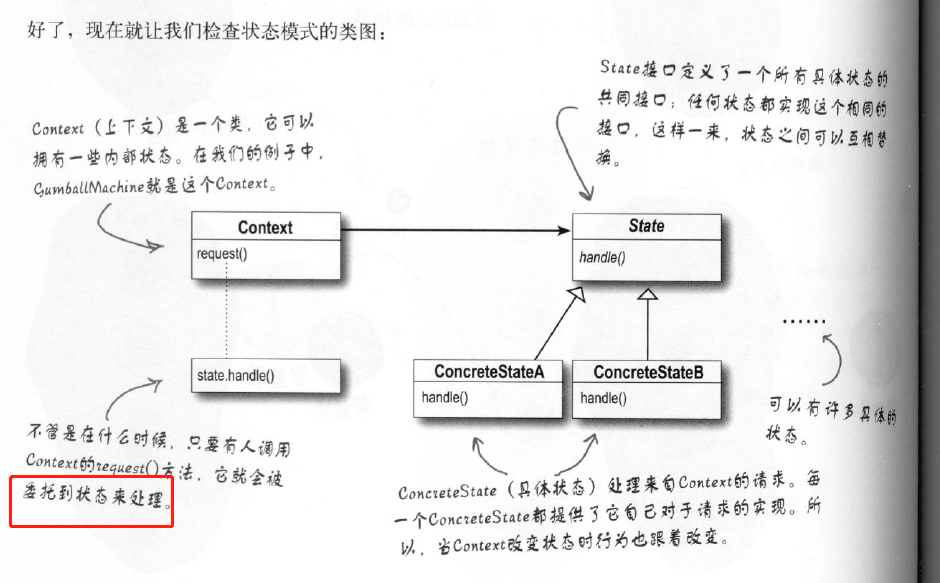 好了，现在就让我们检查状态模式的类图：
State接口定义了一个所有具体状态的
共同接口；任何状态都实现这个相同的
接口，这样一来，状态之间可以互相替
换。
Context（上下文）是一个类，它可以
拥有一些内部状态。在我们的例子中，
GumballMachine就是这个Context。
Context
request()
State
handle()
state.handle()
ConcreteStateA
handle()
ConcreteStateB
handle()
......
可以有许多具体的
状态。
不管是在什么时候，只要有人调用
Context的request()方法，它就会被
委托到状态来处理。
ConcreteState（具体状态）处理来自Context的请求。每
一个ConcreteState都提供了它自己对于请求的实现。所
以，当Context改变状态时行为也跟着改变。